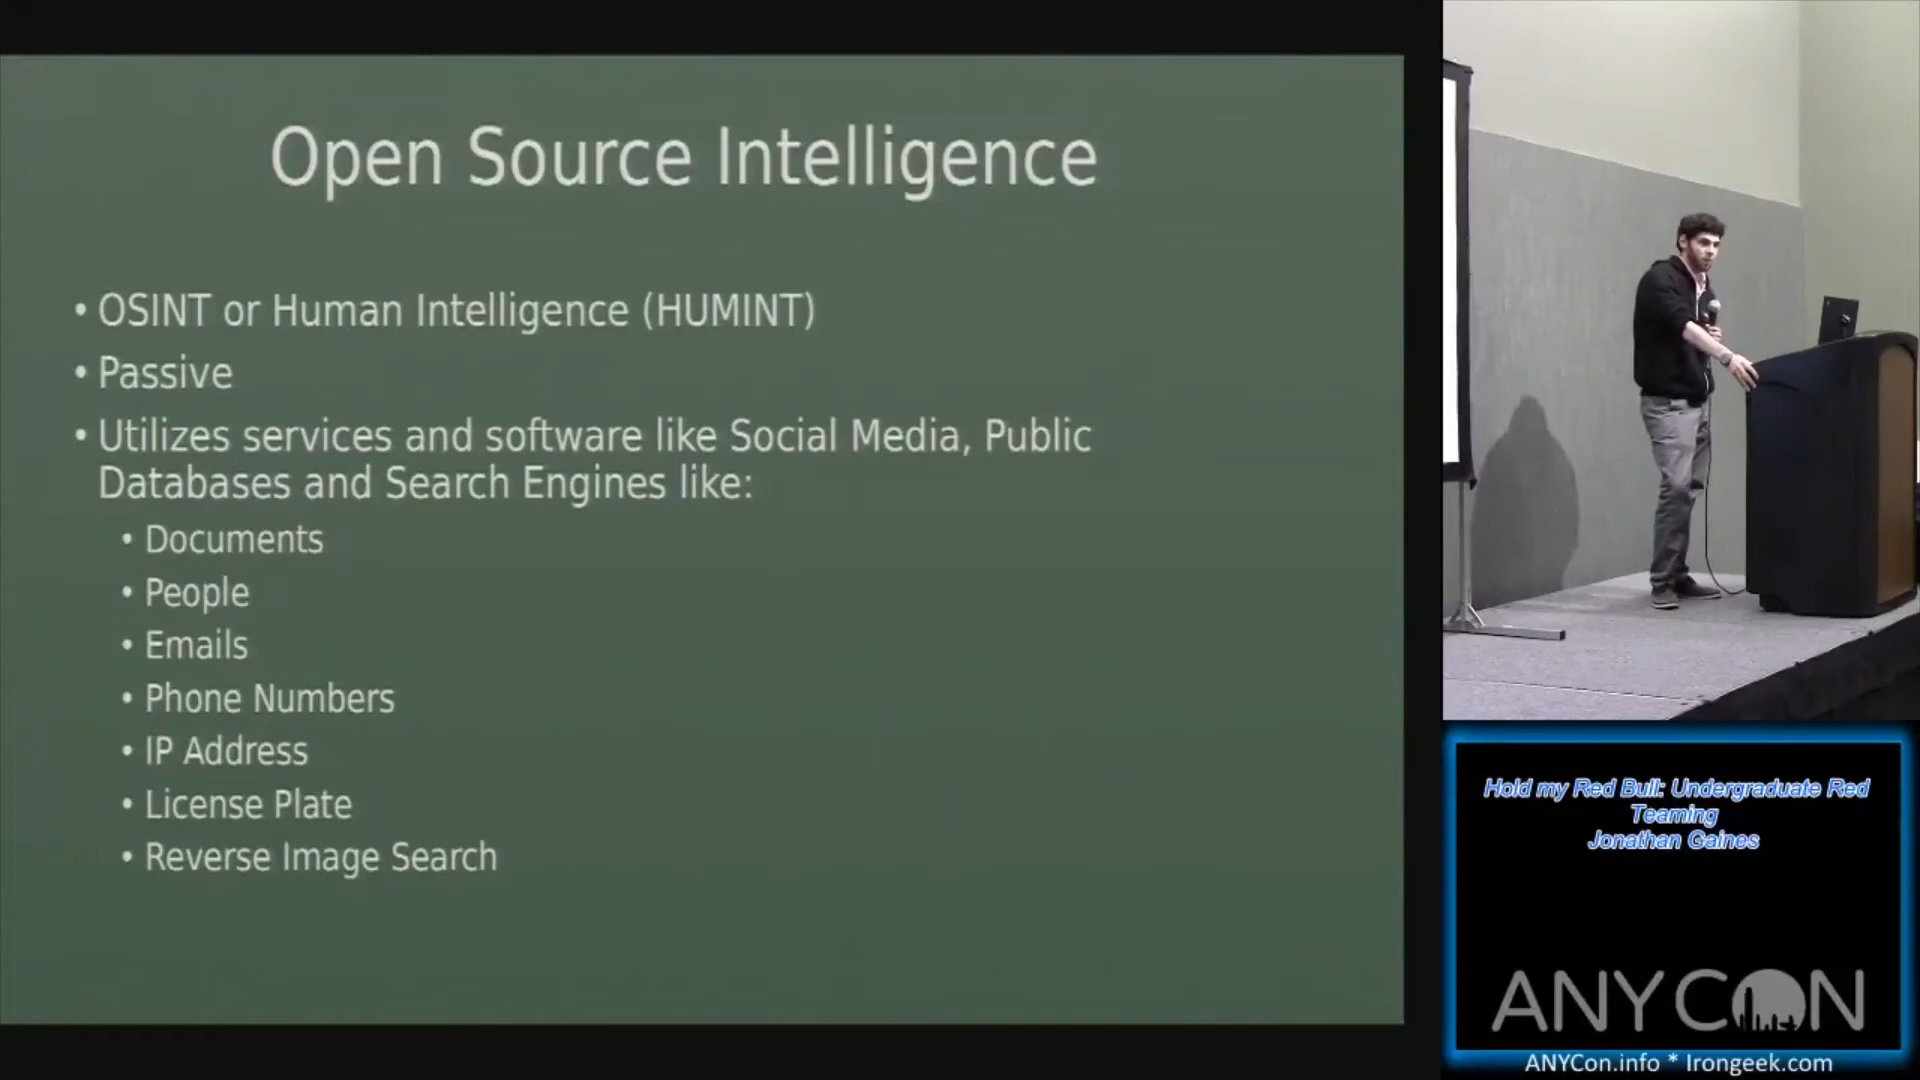 Open Source Intelligence
• OSINT or Human Intelligence (HUMINT)
• Passive
• Utilizes services and software like Social Media, Public
Databases and Search Engines like:
• Documents
• People
• Emails
• Phone Numbers
• IP Address
• License Plate
• Reverse Image Search
Hold my Red Bull: Undergraduate Red
Teaming
Jonathan Gaines
ANYCON
ANYCon.info * Irongeek.com